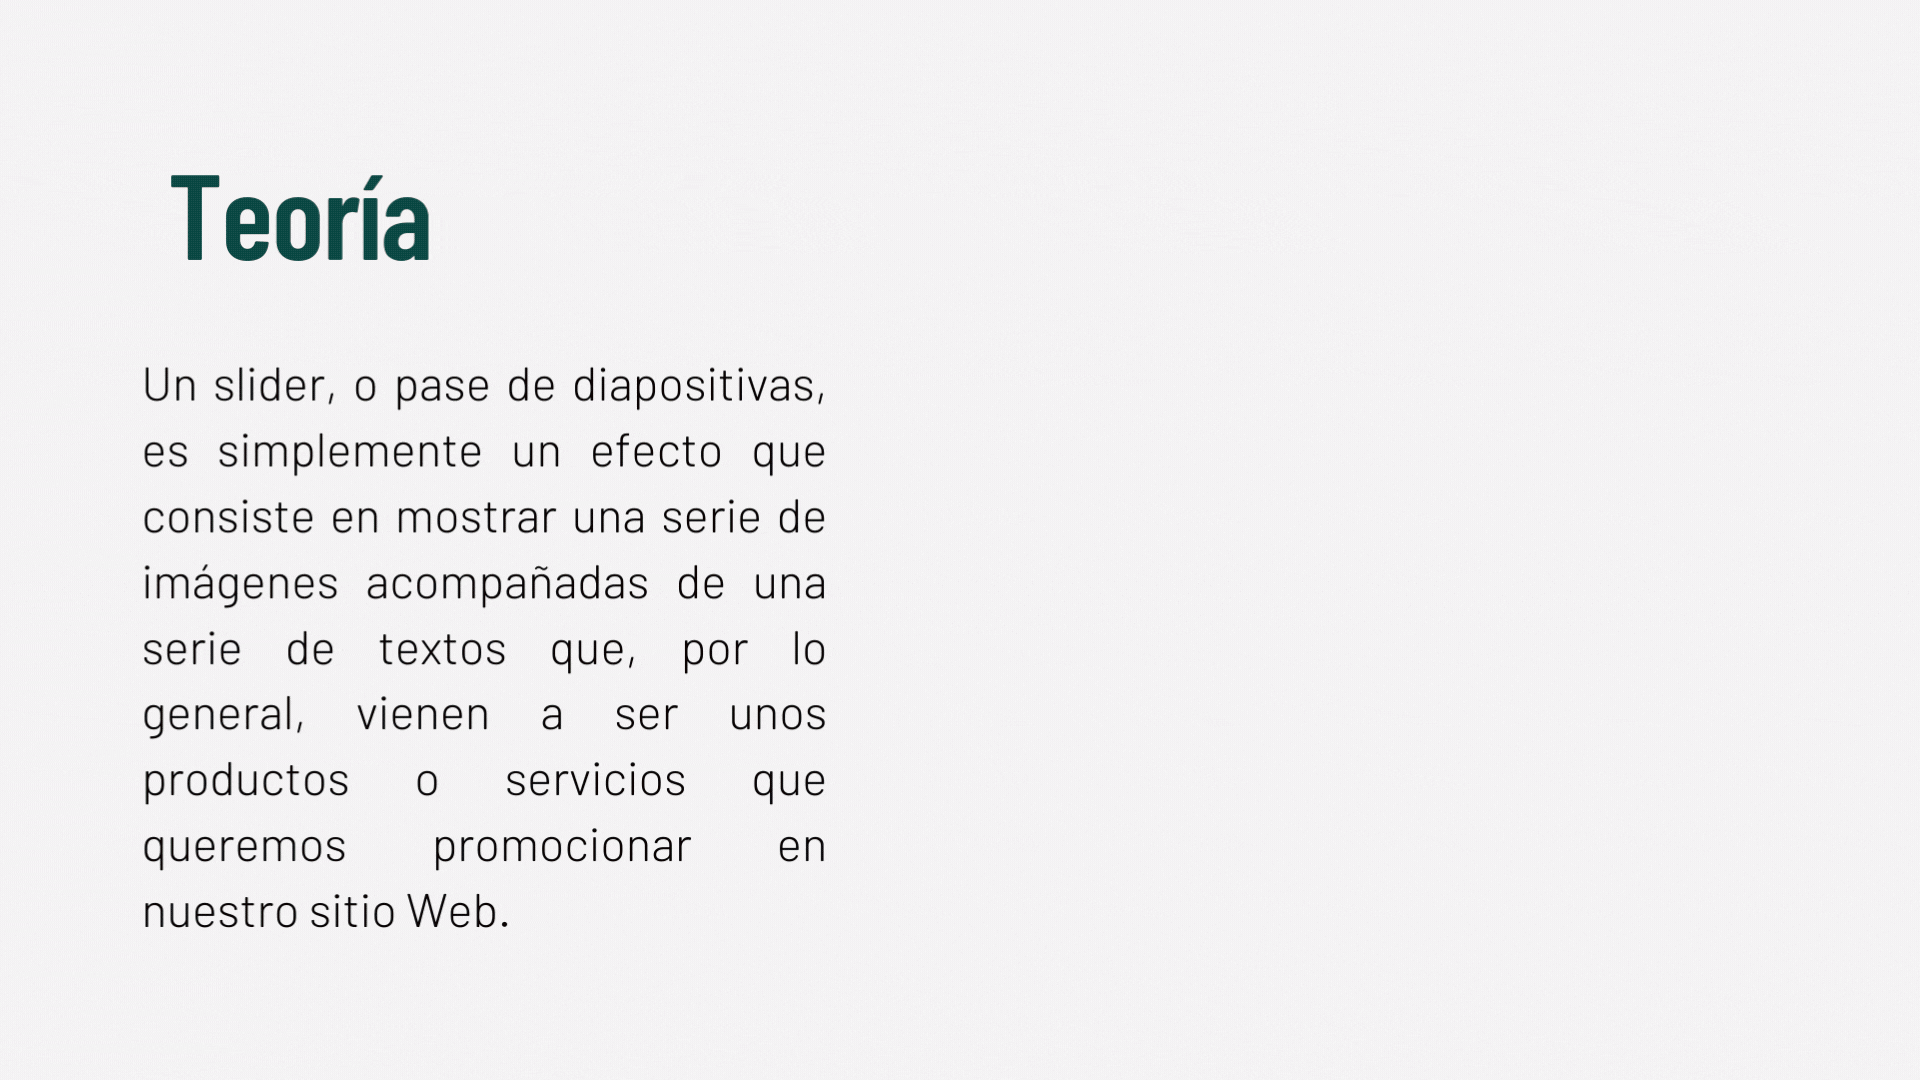 Teoría
Un slider, o pase de diapositivas,
es simplemente un efecto que
consiste en mostrar una serie de
imágenes acompañadas de una
serie de textos que, por lo
general, vienen a ser unos
productos o servicios que
queremos promocionar en
nuestro sitio Web.